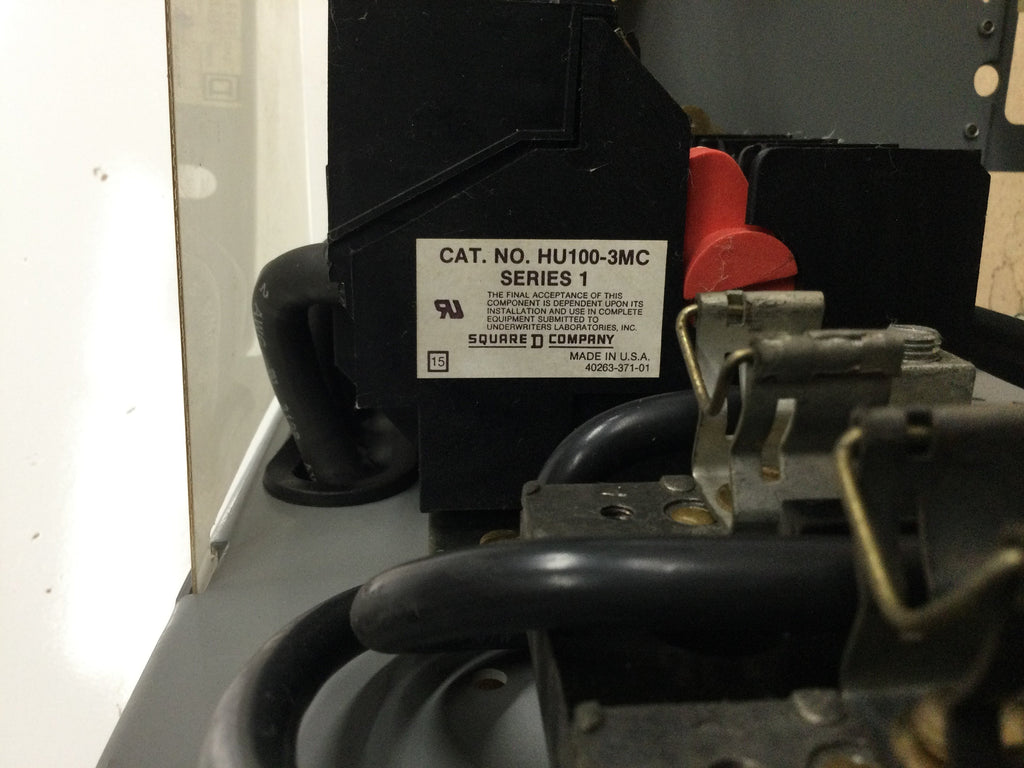 CAT. NO. HU100-3MC
SERIES 1
THE FINAL ACCEPTANCE OF THIS
COMPONENT IS DEPENDENT UPON ITS
INSTALLATION AND USE IN COMPLETE
EQUIPMENT SUBMITTED TO
UNDERWRITERS LABORATORIES, INC.
SQUARE D COMPANY
15
MADE IN U.S.A.
40263-371-01